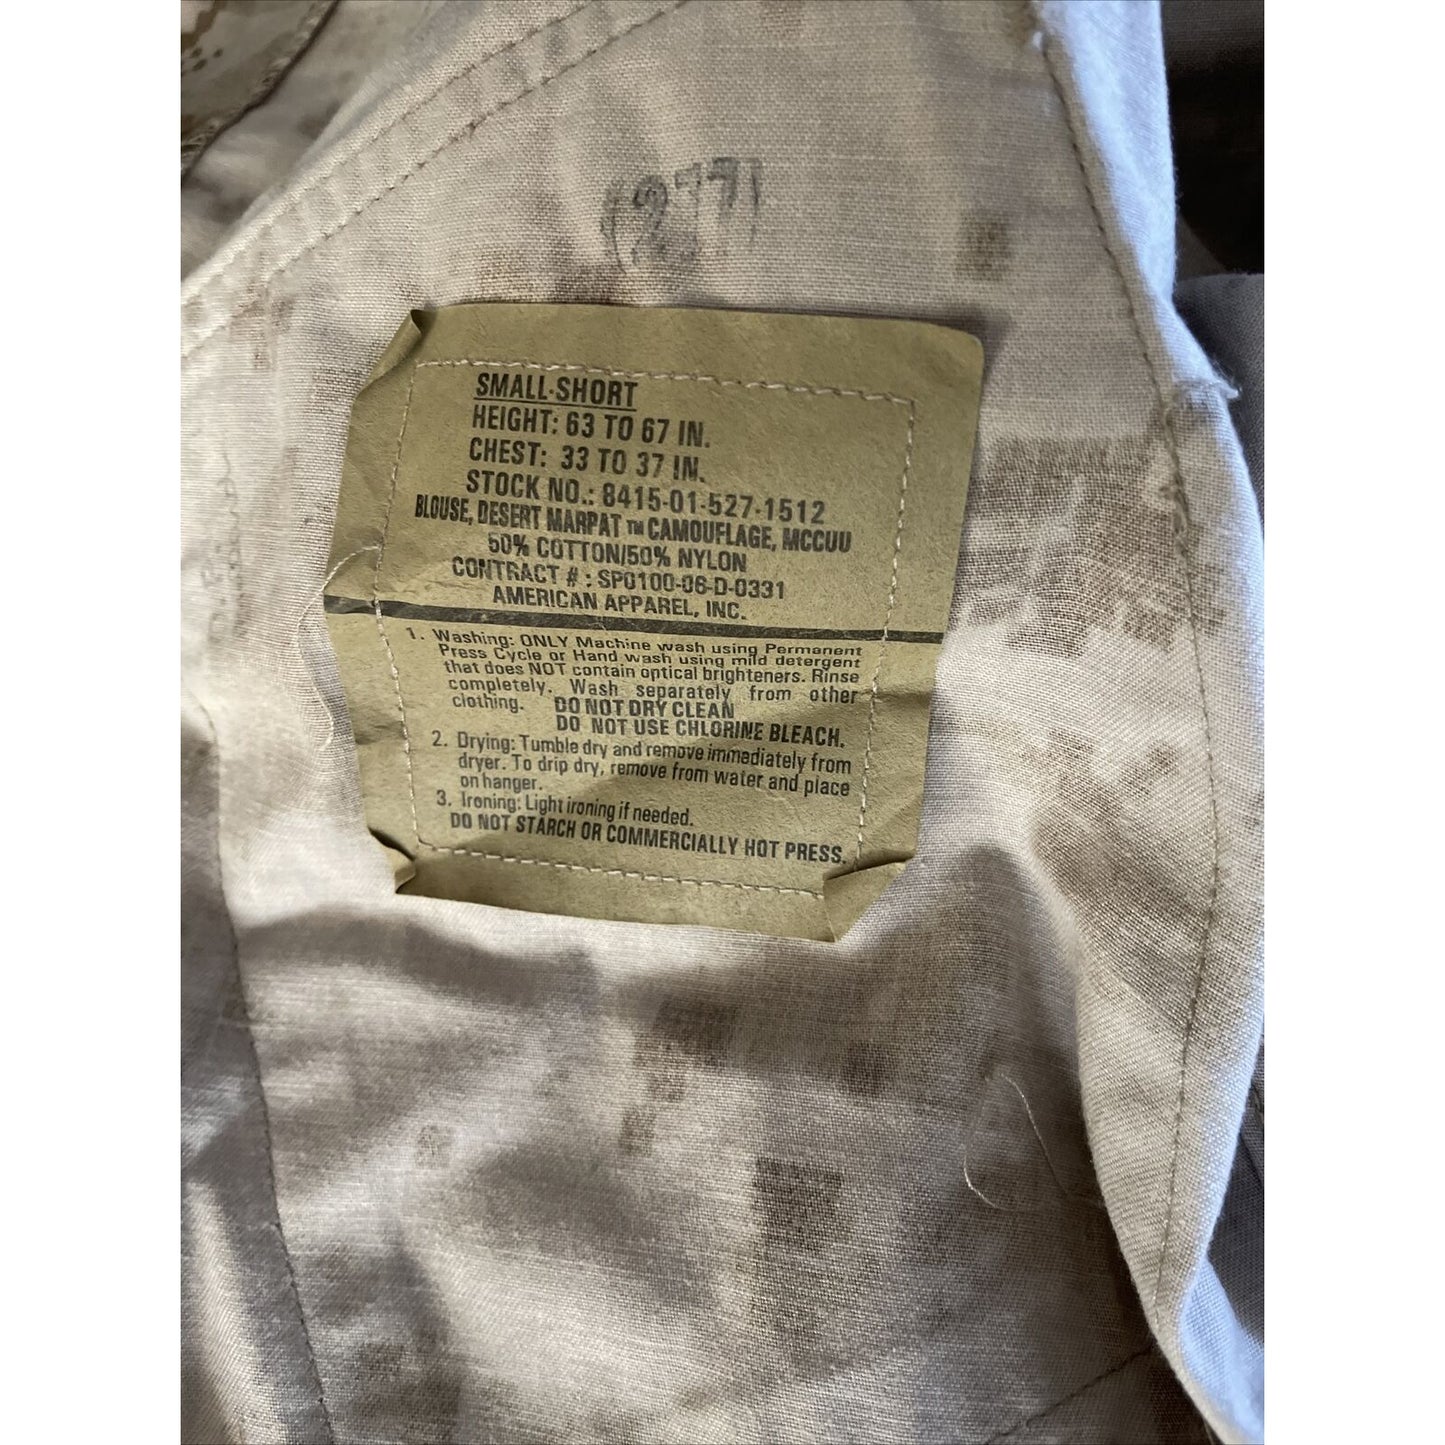 SMALL-SHORT
HEIGHT: 63 TO 67 IN.
CHEST: 33 TO 37 IN.
STOCK NO.: 8415-01-527-1512
BLOUSE, DESERT MARPAT ™ CAMOUFLAGE, MCCUU
50% COTTON/50% NYLON
CONTRACT # : SP0100-06-D-0331
AMERICAN APPAREL, INC.
1. Washing: ONLY Machine wash using Permanent
Press Cycle or Hand wash using mild detergent
that does NOT contain optical brighteners. Rinse
completely. Wash separately from other
clothing. DO NOT DRY CLEAN
DO NOT USE CHLORINE BLEACH.
2. Drying: Tumble dry and remove immediately from
dryer. To drip dry, remove from water and place
on hanger.
3. Ironing: Light ironing if needed.
DO NOT STARCH OR COMMERCIALLY HOT PRESS.